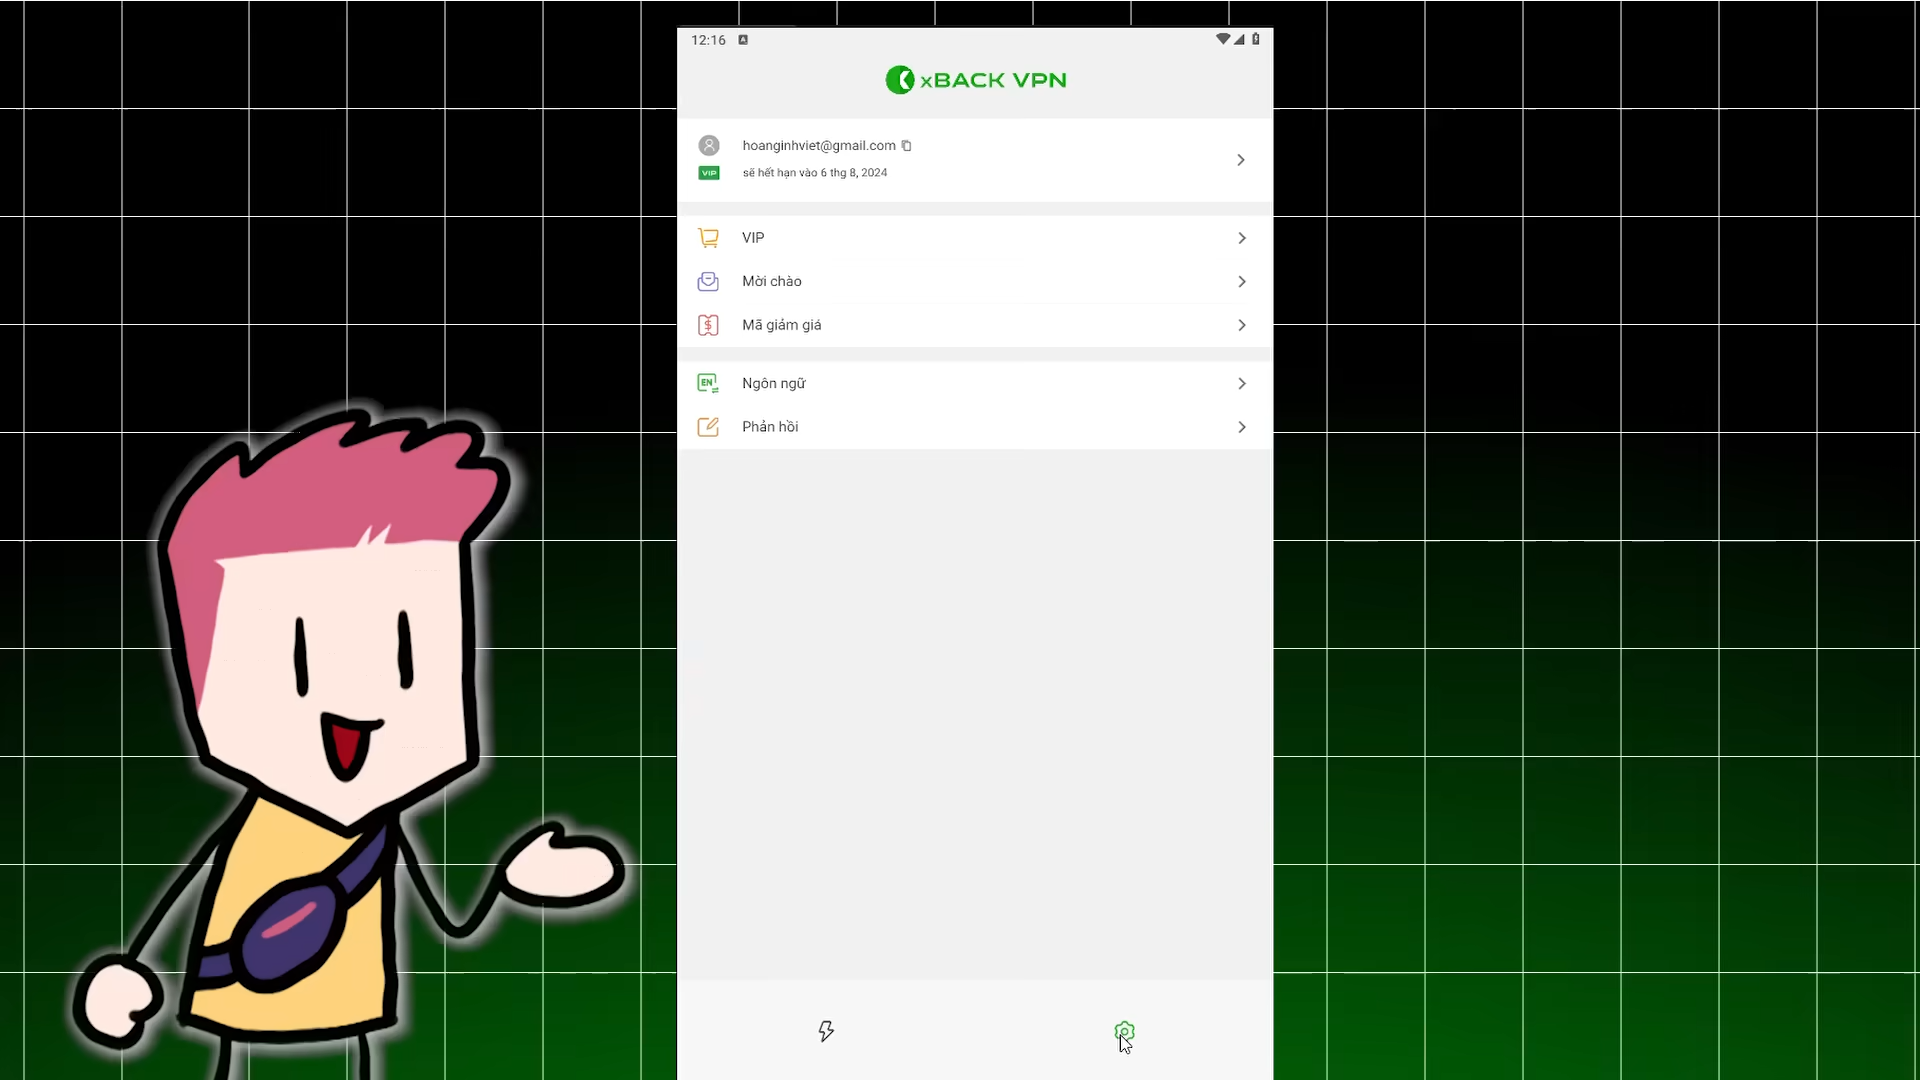 12:16
xBACK VPN
hoanginhviet@gmail.com
VIP
sẽ hết hạn vào 6 thg 8, 2024
VIP
Mời chào
Mã giảm giá
EN
Ngôn ngữ
Phản hồi